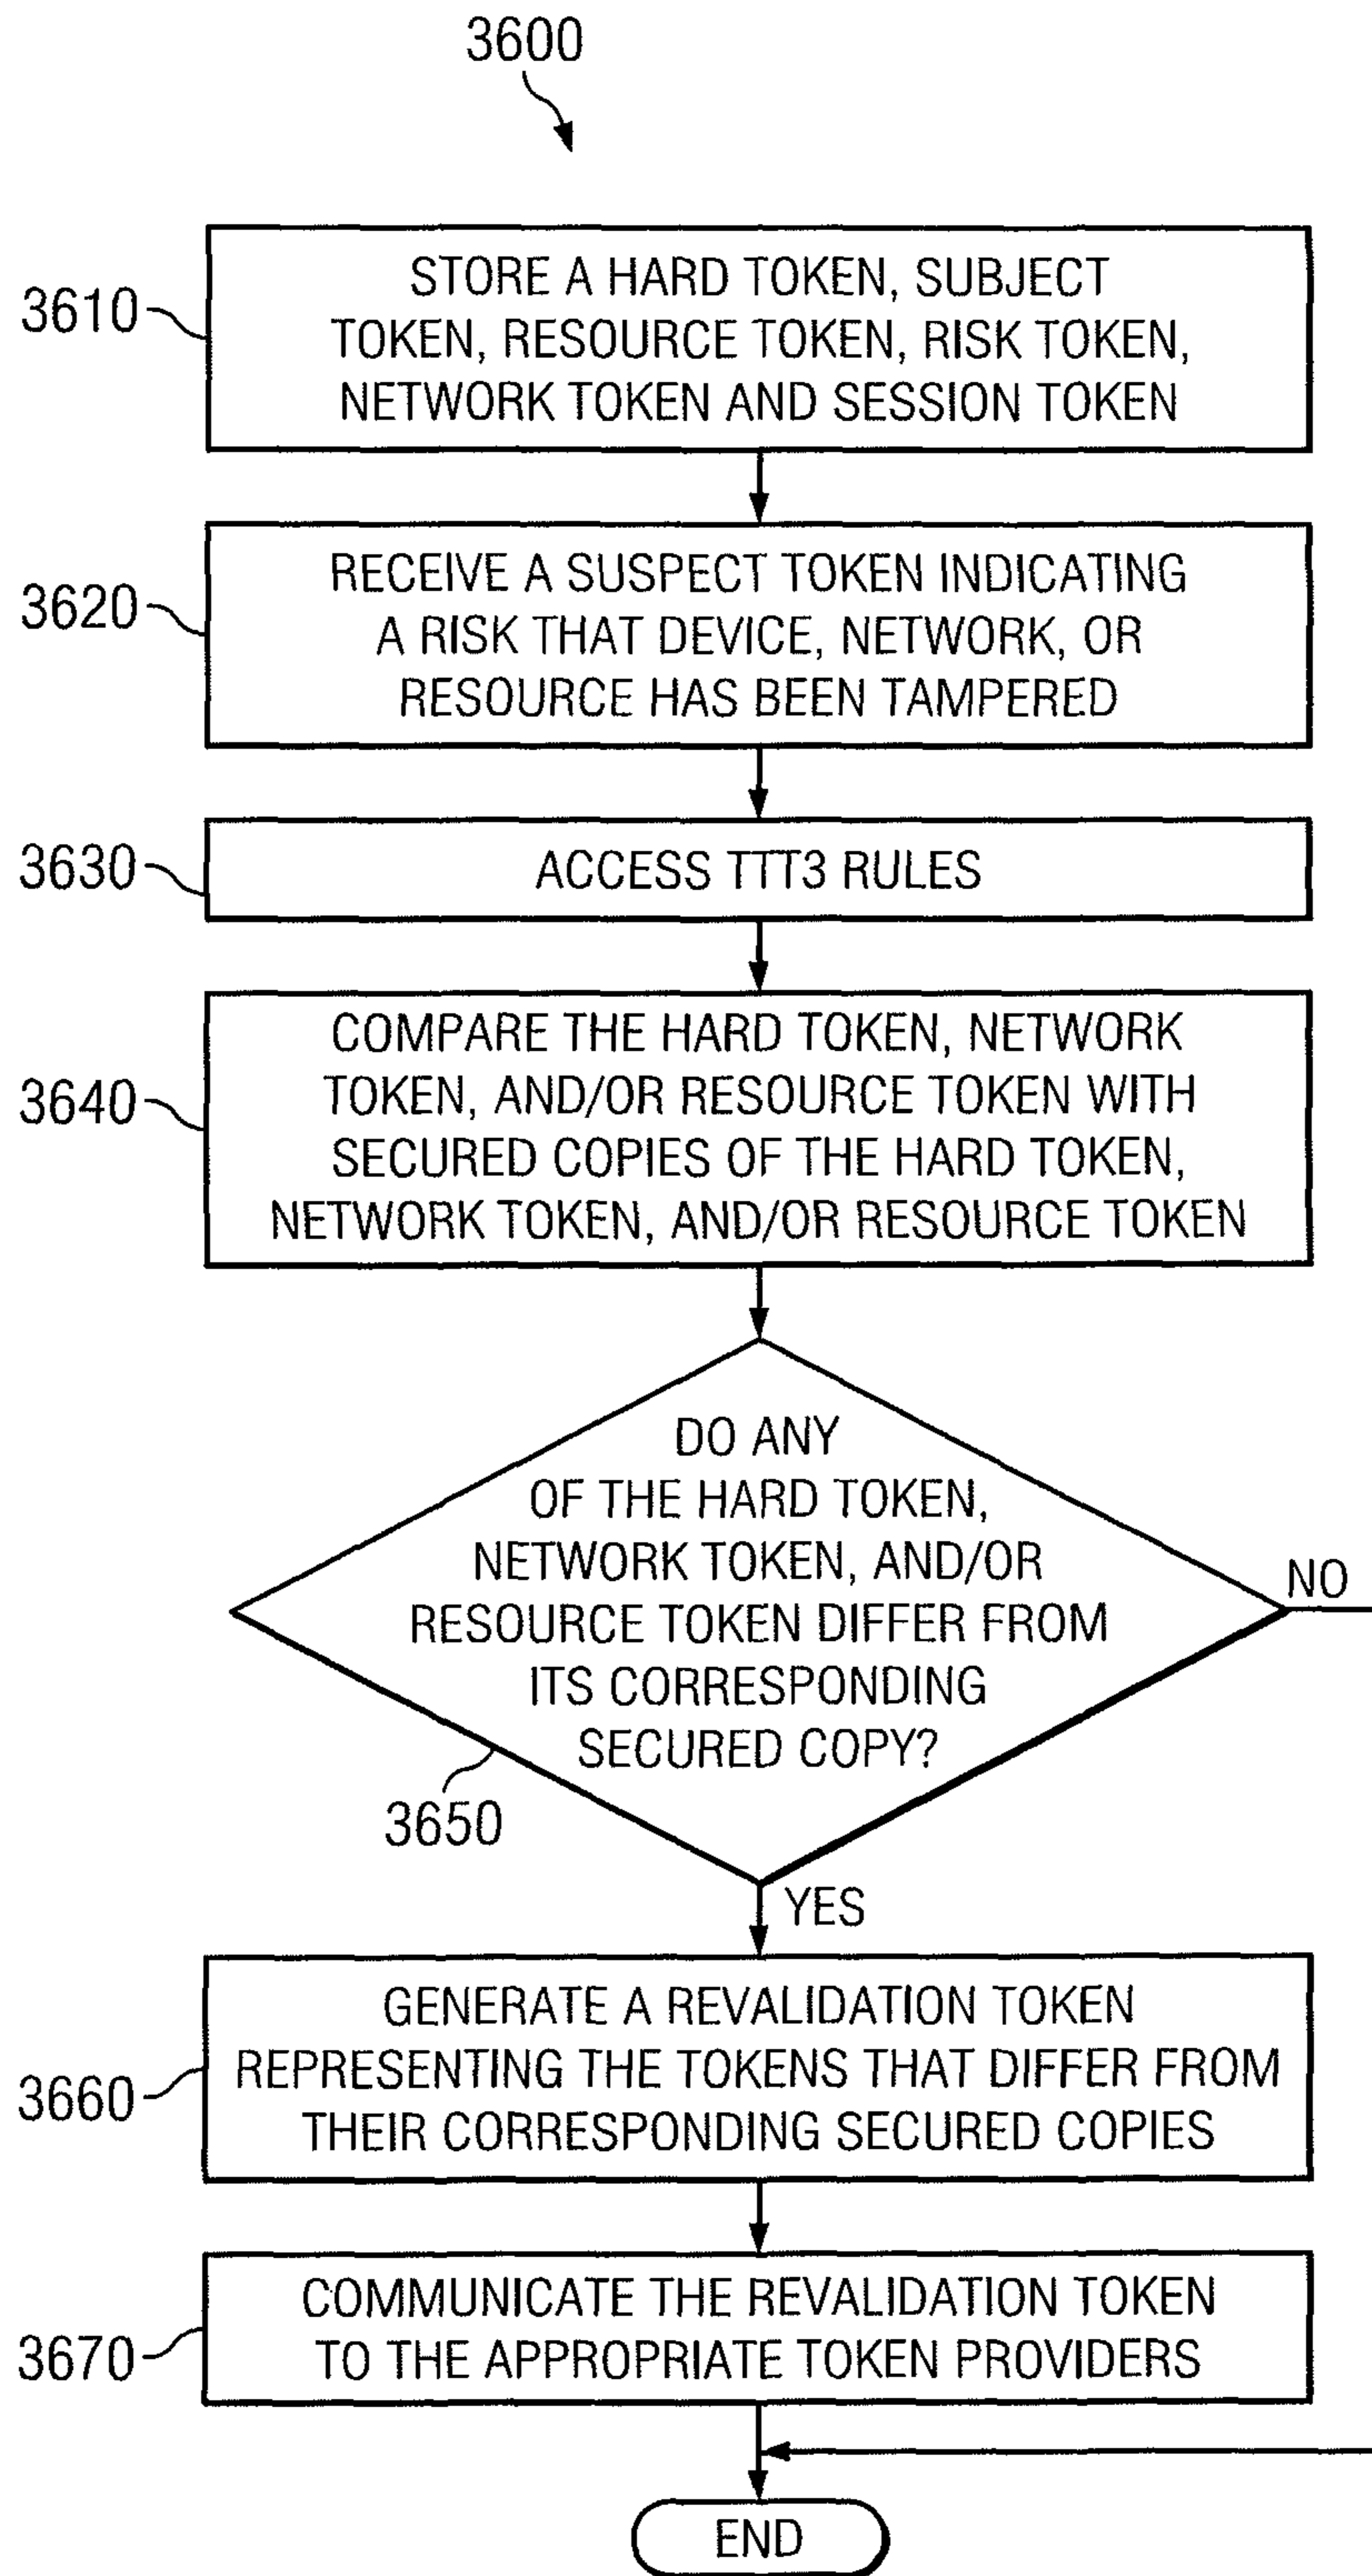 3600
3610
STORE A HARD TOKEN, SUBJECT
TOKEN, RESOURCE TOKEN, RISK TOKEN,
NETWORK TOKEN AND SESSION TOKEN
3620
RECEIVE A SUSPECT TOKEN INDICATING
A RISK THAT DEVICE, NETWORK, OR
RESOURCE HAS BEEN TAMPERED
3630
ACCESS TTT3 RULES
3640
COMPARE THE HARD TOKEN, NETWORK
TOKEN, AND/OR RESOURCE TOKEN WITH
SECURED COPIES OF THE HARD TOKEN,
NETWORK TOKEN, AND/OR RESOURCE TOKEN
DO ANY
OF THE HARD TOKEN,
NETWORK TOKEN, AND/OR
RESOURCE TOKEN DIFFER FROM
ITS CORRESPONDING
SECURED COPY?
NO
3650
YES
3660
GENERATE A REVALIDATION TOKEN
REPRESENTING THE TOKENS THAT DIFFER FROM
THEIR CORRESPONDING SECURED COPIES
3670
COMMUNICATE THE REVALIDATION TOKEN
TO THE APPROPRIATE TOKEN PROVIDERS
END